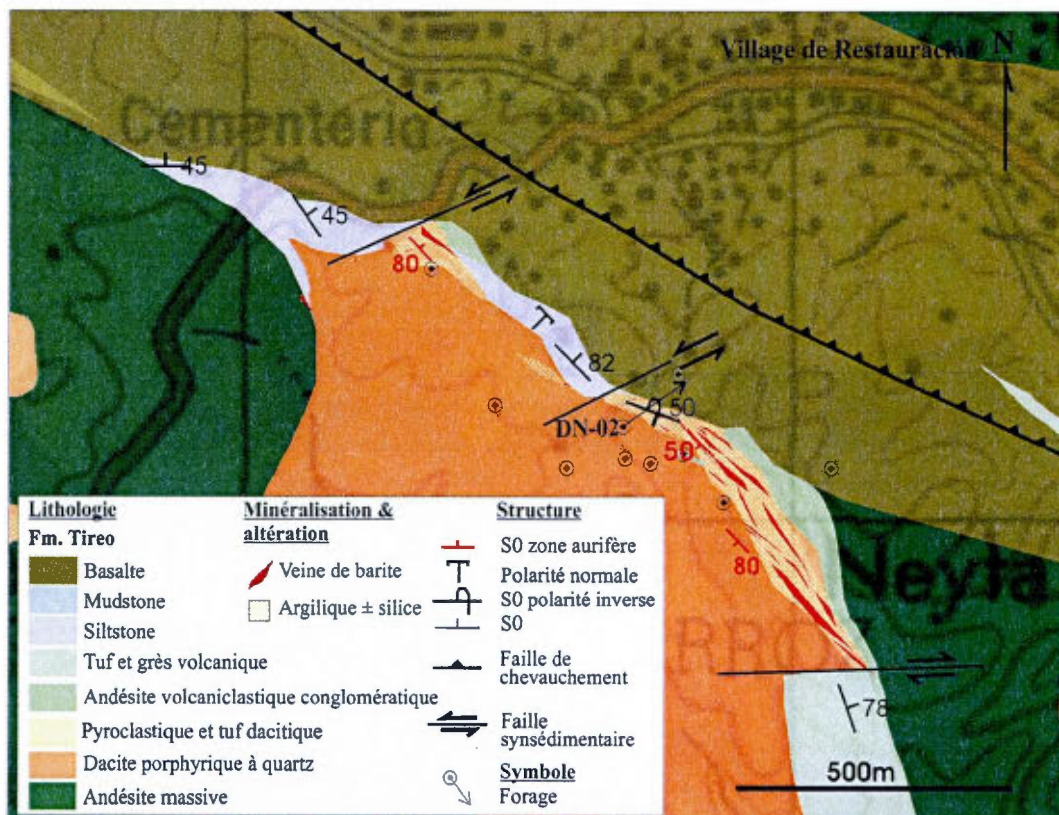 Village de Restauración
N
Cementerio
45
45
80
82
50
DN-02
50
80
Neyta
78
500m
Lithologie
Fm. Tireo
Basalte
Mudstone
Siltstone
Tuf et grès volcanique
Andésite volcaniclastique conglomératique
Pyroclastique et tuf dacitique
Dacite porphyrique à quartz
Andésite massive
Minéralisation &
altération
Veine de barite
Argilique ± silice
Structure
S0 zone aurifère
Polarité normale
S0 polarité inverse
S0
Faille de
chevauchement
Faille
synsédimentaire
Symbole
Forage